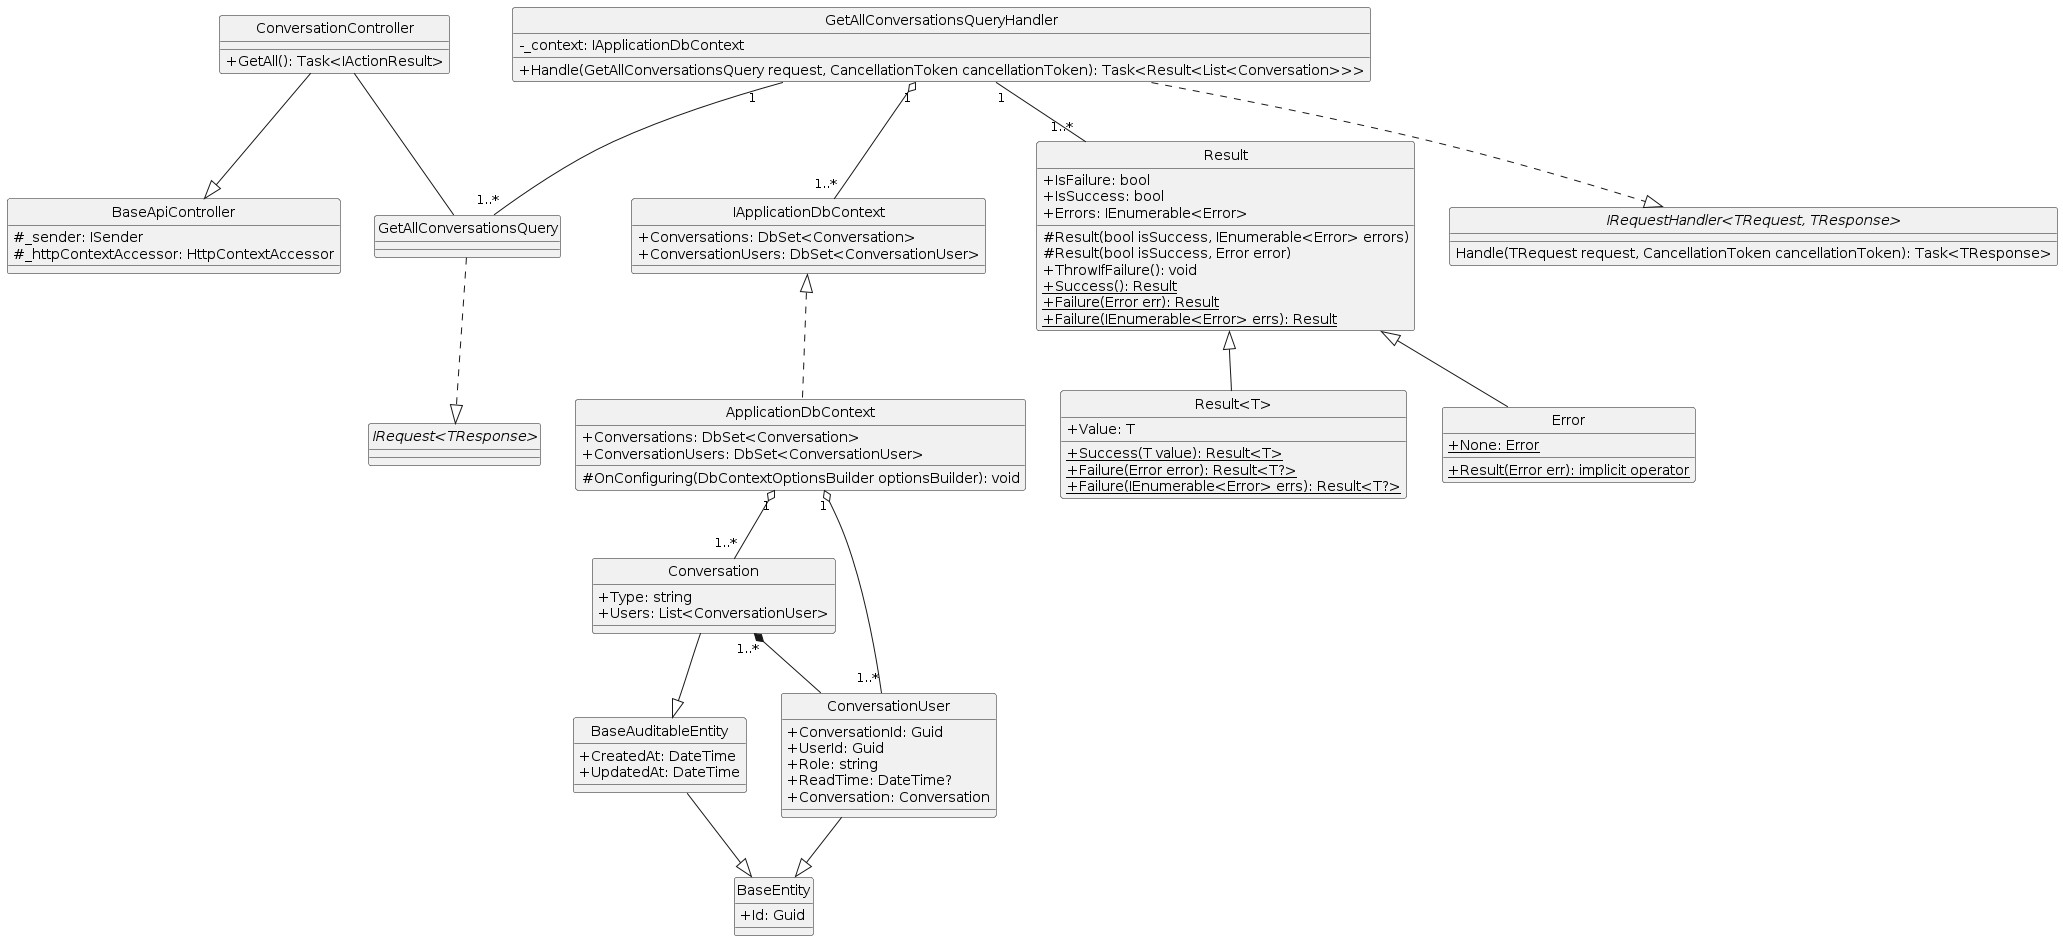 ConversationController
+GetAll(): Task<IActionResult>
GetAllConversationsQueryHandler
-_context: IApplicationDbContext
+Handle(GetAllConversationsQuery request, CancellationToken cancellationToken): Task<Result<List<Conversation>>>
1
1
1
1..*
1..*
1..*
BaseApiController
#_sender: ISender
#_httpContextAccessor: HttpContextAccessor
GetAllConversationsQuery
IApplicationDbContext
+Conversations: DbSet<Conversation>
+ConversationUsers: DbSet<ConversationUser>
Result
+IsFailure: bool
+IsSuccess: bool
+Errors: IEnumerable<Error>
#Result(bool isSuccess, IEnumerable<Error> errors)
#Result(bool isSuccess, Error error)
+ThrowIfFailure(): void
+Success(): Result
+Failure(Error err): Result
+Failure(IEnumerable<Error> errs): Result
IRequestHandler<TRequest, TResponse>
Handle(TRequest request, CancellationToken cancellationToken): Task<TResponse>
IRequest<TResponse>
ApplicationDbContext
+Conversations: DbSet<Conversation>
+ConversationUsers: DbSet<ConversationUser>
#OnConfiguring(DbContextOptionsBuilder optionsBuilder): void
Result<T>
+Value: T
+Success(T value): Result<T>
+Failure(Error error): Result<T?>
+Failure(IEnumerable<Error> errs): Result<T?>
Error
+None: Error
+Result(Error err): implicit operator
1
1
1..*
Conversation
+Type: string
+Users: List<ConversationUser>
1..*
1..*
BaseAuditableEntity
+CreatedAt: DateTime
+UpdatedAt: DateTime
ConversationUser
+ConversationId: Guid
+UserId: Guid
+Role: string
+ReadTime: DateTime?
+Conversation: Conversation
BaseEntity
+Id: Guid